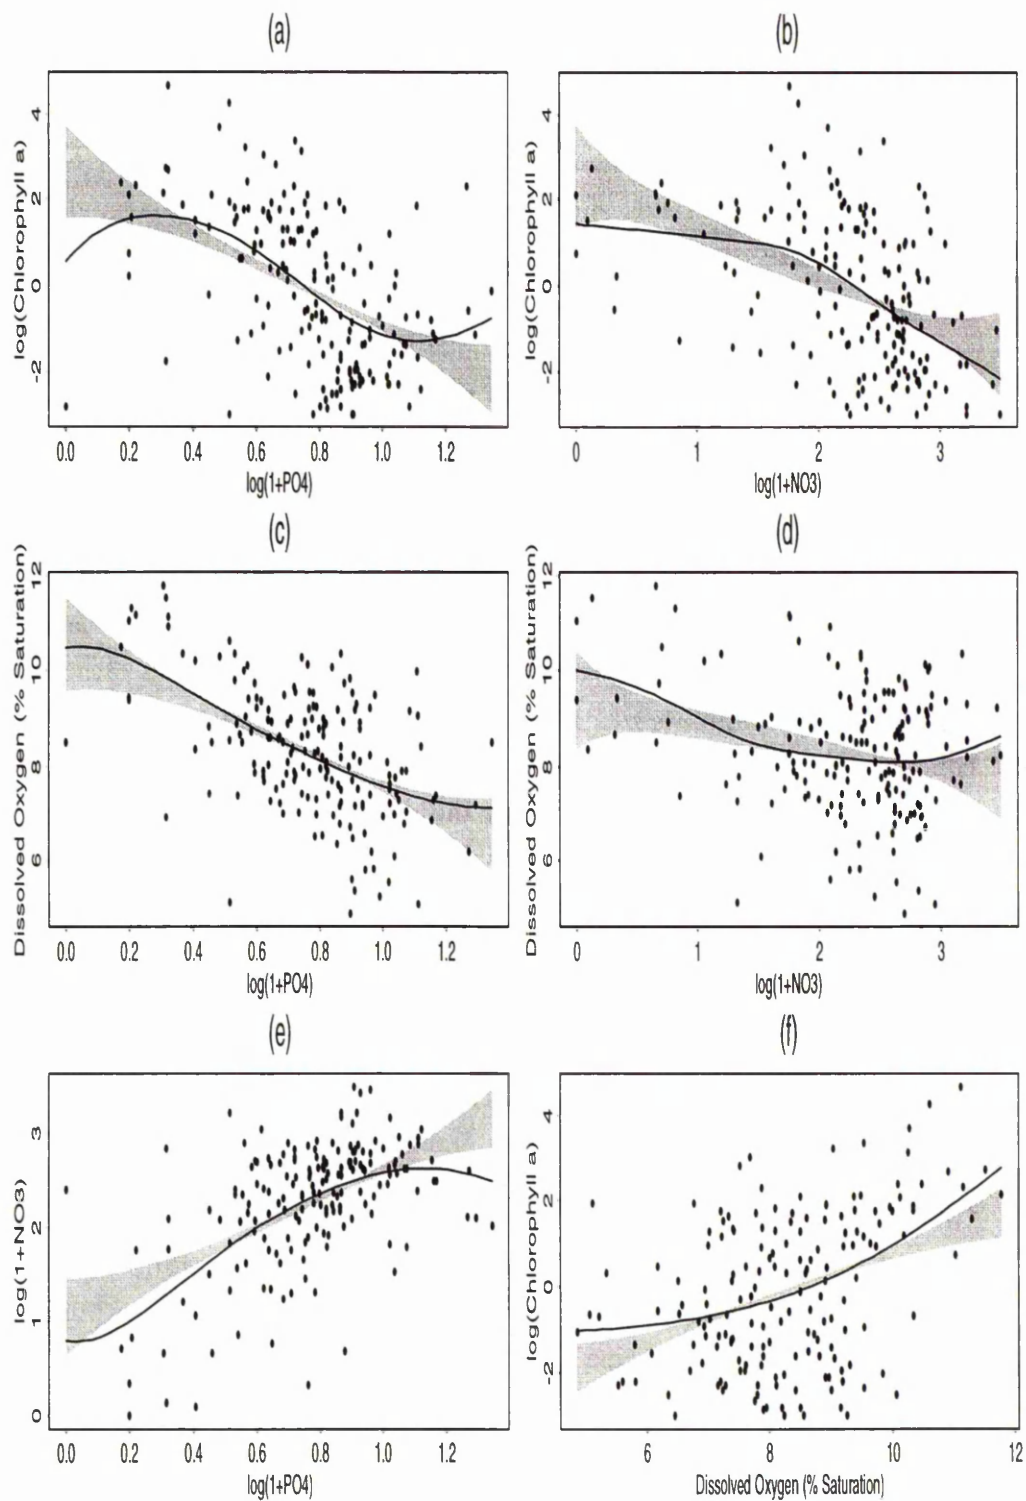 (a)
log(Chlorophyll a)
4
2
0
-2
0.0 0.2 0.4 0.6 0.8 1.0 1.2
log(1+PO4)
(b)
log(Chlorophyll a)
4
2
0
-2
0 1 2 3
log(1+NO3)
(c)
Dissolved Oxygen (% Saturation)
12
10
8
6
0.0 0.2 0.4 0.6 0.8 1.0 1.2
log(1+PO4)
(d)
Dissolved Oxygen (% Saturation)
12
10
8
6
0 1 2 3
log(1+NO3)
(e)
log(1+NO3)
3
2
1
0
0.0 0.2 0.4 0.6 0.8 1.0 1.2
log(1+PO4)
(f)
log(Chlorophyll a)
4
2
0
-2
6 8 10 12
Dissolved Oxygen (% Saturation)